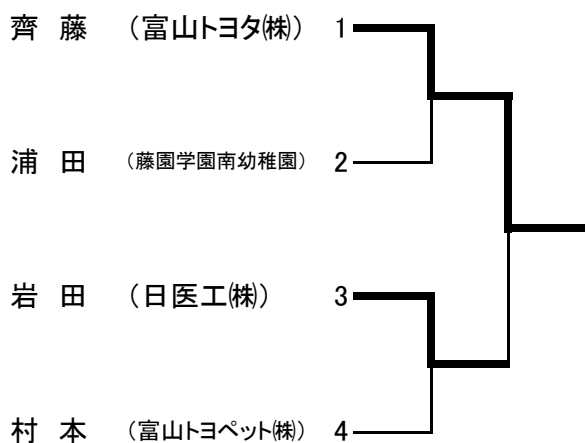 齊 藤 （富山トヨタ㈱） 1
浦 田 （藤園学園南幼稚園） 2
岩 田 （日医工㈱） 3
村 本 （富山トヨペット㈱） 4